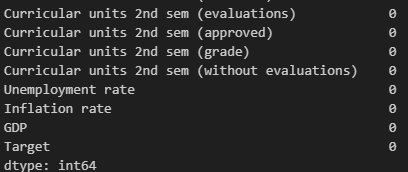 Curricular units 2nd sem (evaluations) 0
Curricular units 2nd sem (approved) 0
Curricular units 2nd sem (grade) 0
Curricular units 2nd sem (without evaluations) 0
Unemployment rate 0
Inflation rate 0
GDP 0
Target 0
dtype: int64